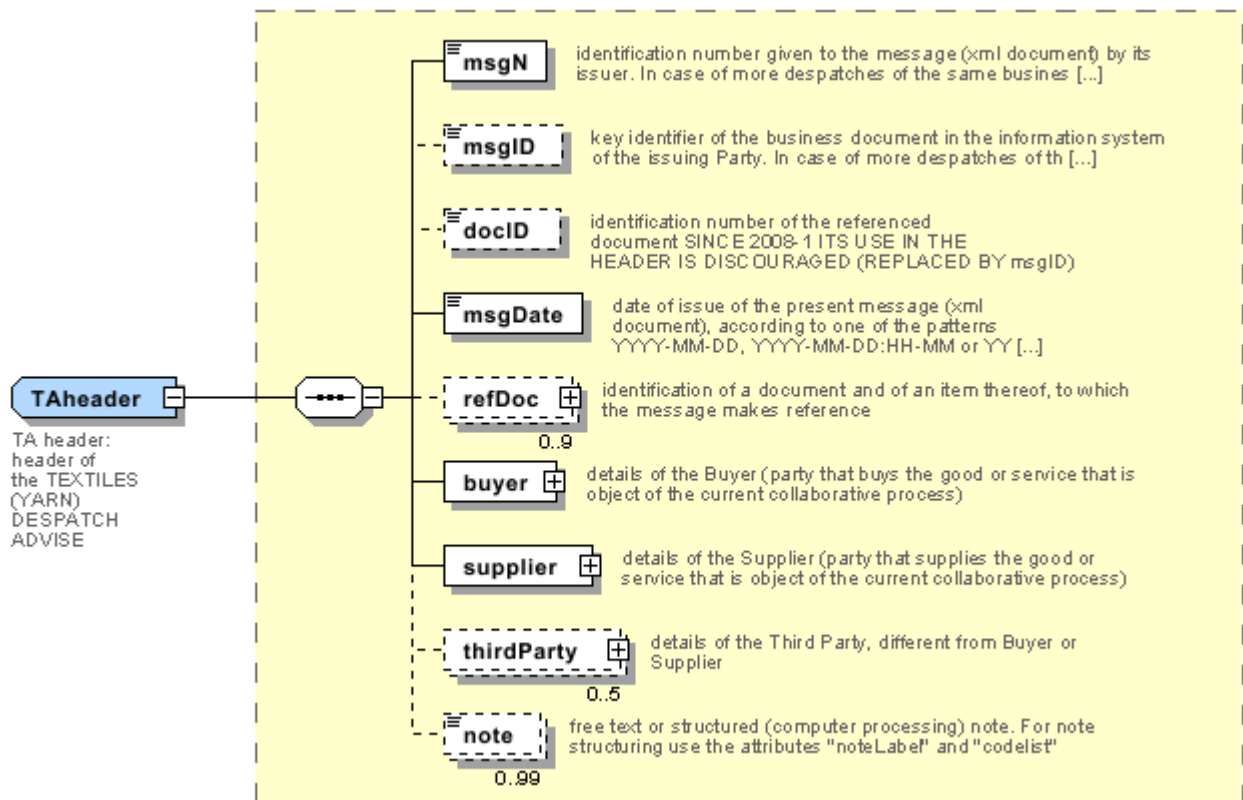 msgN
identification number given to the message (xml document) by its
issuer. In case of more despatches of the same busines [...]
msgID
key identifier of the business document in the information system
of the issuing Party. In case of more despatches of th [...]
docID
identification number of the referenced
document SINCE 2008-1 ITS USE IN THE
HEADER IS DISCOURAGED (REPLACED BY msgID)
msgDate
date of issue of the present message (xml
document), according to one of the patterns
YYYY-MM-DD, YYYY-MM-DD:HH-MM or YY [...]
TAheader
TA header:
header of
the TEXTILES
(YARN)
DESPATCH
ADVISE
refDoc
0..9
identification of a document and of an item thereof, to which
the message makes reference
buyer
details of the Buyer (party that buys the good or service that is
object of the current collaborative process)
supplier
details of the Supplier (party that supplies the good or
service that is object of the current collaborative process)
thirdParty
0..5
details of the Third Party, different from Buyer or
Supplier
note
0..99
free text or structured (computer processing) note. For note
structuring use the attributes "noteLabel" and "codelist"